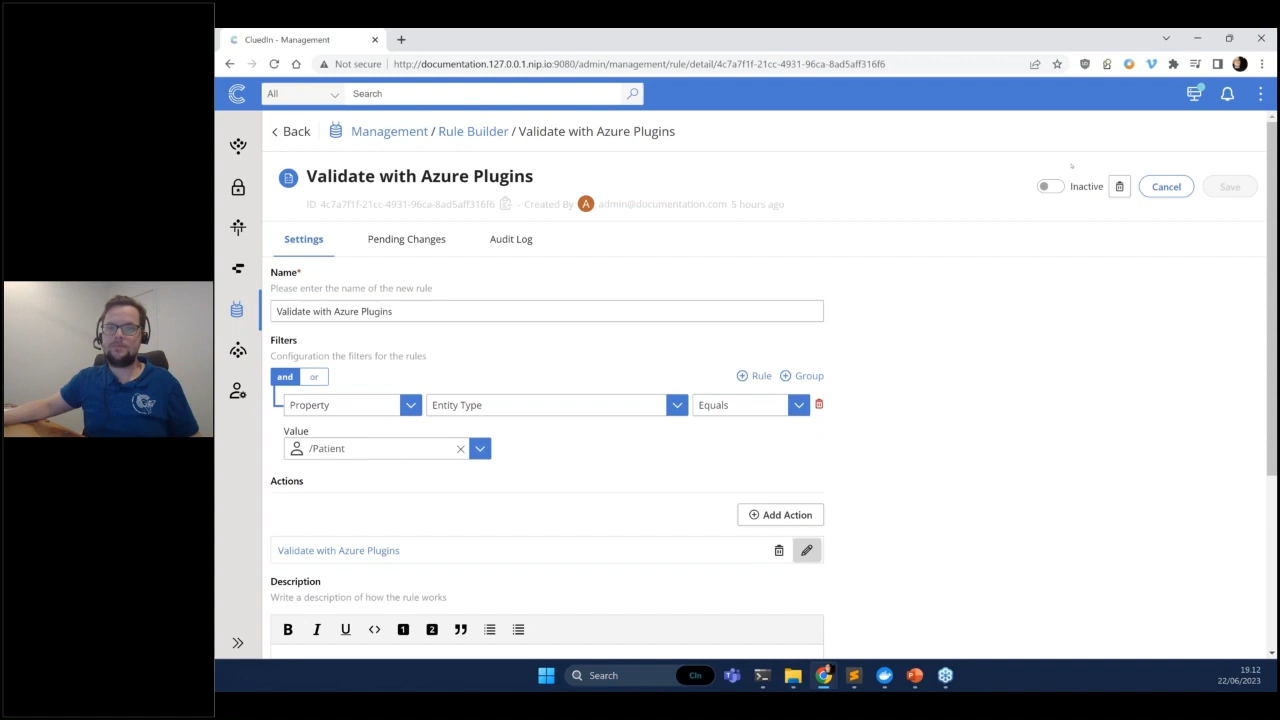 CluedIn - Management
Not secure http://documentation.127.0.0.1.nip.io:9080/admin/management/rule/detail/4c7a7f1f-21cc-4931-96ca-8ad5aff316f6
All Search
Back Management / Rule Builder / Validate with Azure Plugins
Validate with Azure Plugins
Inactive Cancel Save
ID 4c7a7f1f-21cc-4931-96ca-8ad5aff316f6 - Created By A admin@documentation.com 5 hours ago
Settings Pending Changes Audit Log
Name*
Please enter the name of the new rule
Validate with Azure Plugins
Filters
Configuration the filters for the rules
and or Rule Group
Property Entity Type Equals
Value
/Patient
Actions
Add Action
Validate with Azure Plugins
Description
Write a description of how the rule works
B I U <> 1 2
Search CIn
19.12
22/06/2023